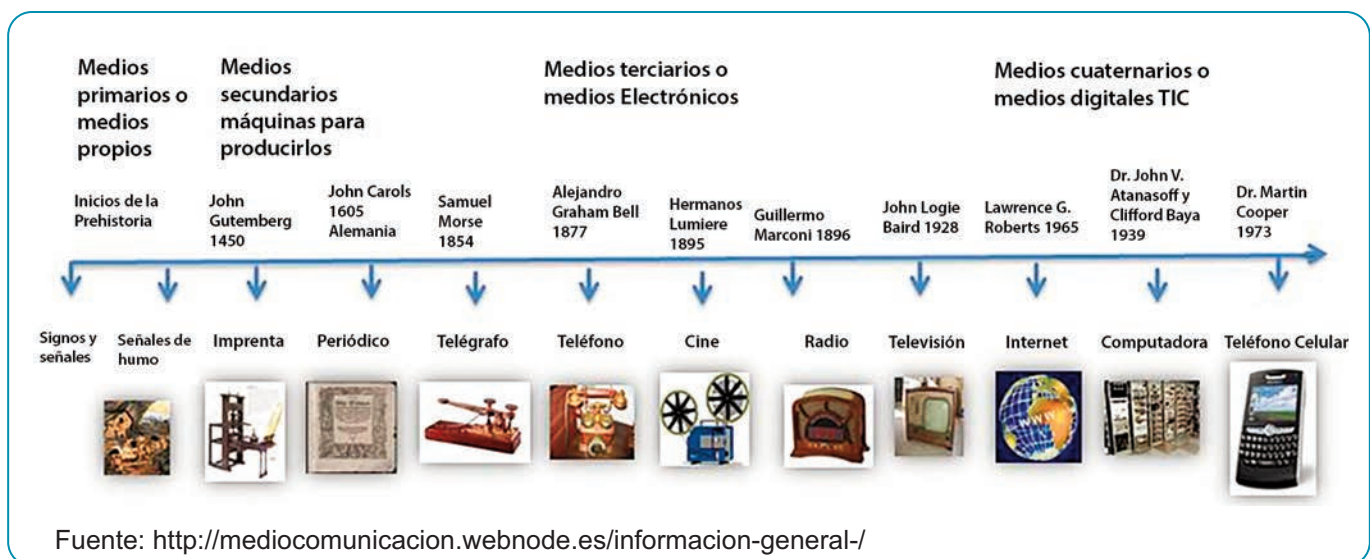 Medios
primarios o
medios
propios
Medios
secundarios
máquinas para
producirlos
Medios terciarios o
medios Electrónicos
Medios cuaternarios o
medios digitales TIC
Inicios de la
Prehistoria
John
Gutemberg
1450
John Carols
1605
Alemania
Samuel
Morse
1854
Alejandro
Graham Bell
1877
Hermanos
Lumiere
1895
Guillermo
Marconi 1896
John Logie
Baird 1928
Lawrence G.
Roberts 1965
Dr. John V.
Atanasoff y
Clifford Baya
1939
Dr. Martin
Cooper
1973
Signos y
señales
Señales de
humo
Imprenta
Periódico
Telégrafo
Teléfono
Cine
Radio
Televisión
Internet
Computadora
Teléfono Celular
WWW
Fuente: http://mediocomunicacion.webnode.es/informacion-general-/